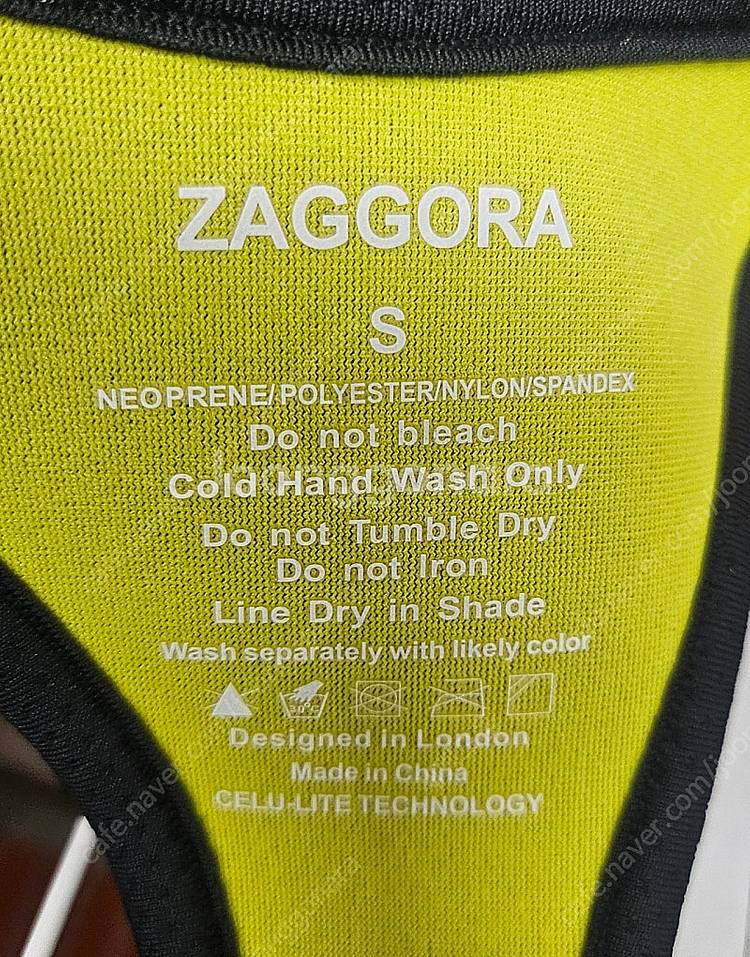 ZAGGORA
S
NEOPRENE/POLYESTER/NYLON/SPANDEX
Do not bleach
Cold Hand Wash Only
Do not Tumble Dry
Do not Iron
Line Dry in Shade
Wash separately with likely color
30°C
Designed in London
Made in China
CELU-LITE TECHNOLOGY